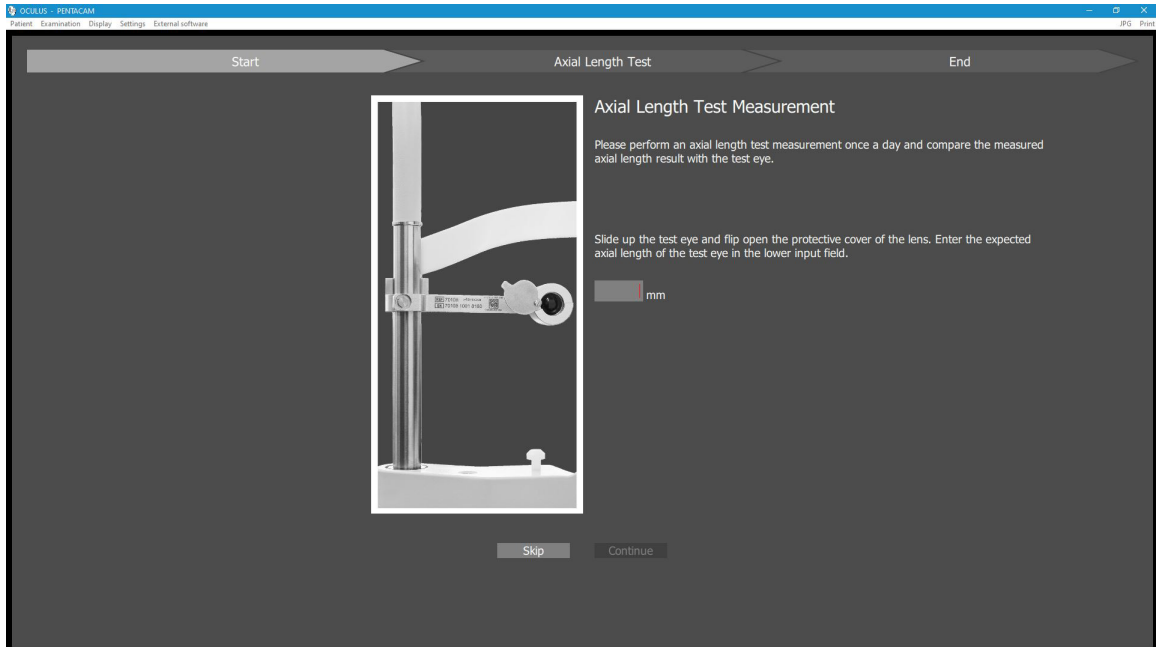 OCULUS - PENTACAM
Patient Examination Display Settings External software JPG Print
Start Axial Length Test End
Axial Length Test Measurement
Please perform an axial length test measurement once a day and compare the measured
axial length result with the test eye.
Slide up the test eye and flip open the protective cover of the lens. Enter the expected
axial length of the test eye in the lower input field.
mm
Skip Continue